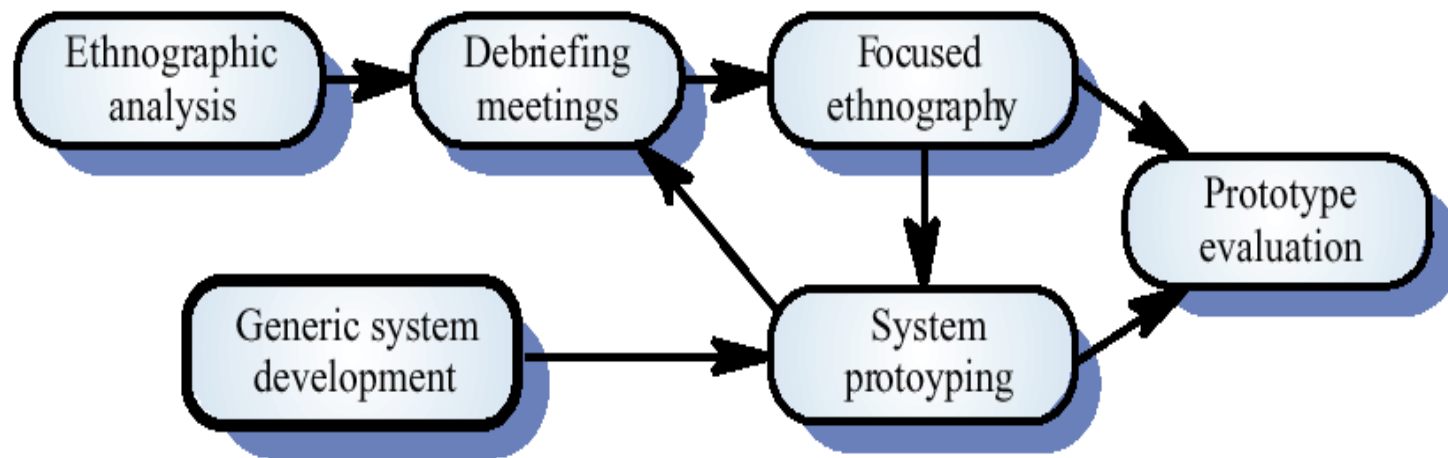 Ethnographic
analysis
Debriefing
meetings
Focused
ethnography
Prototype
evaluation
Generic system
development
System
protoyping